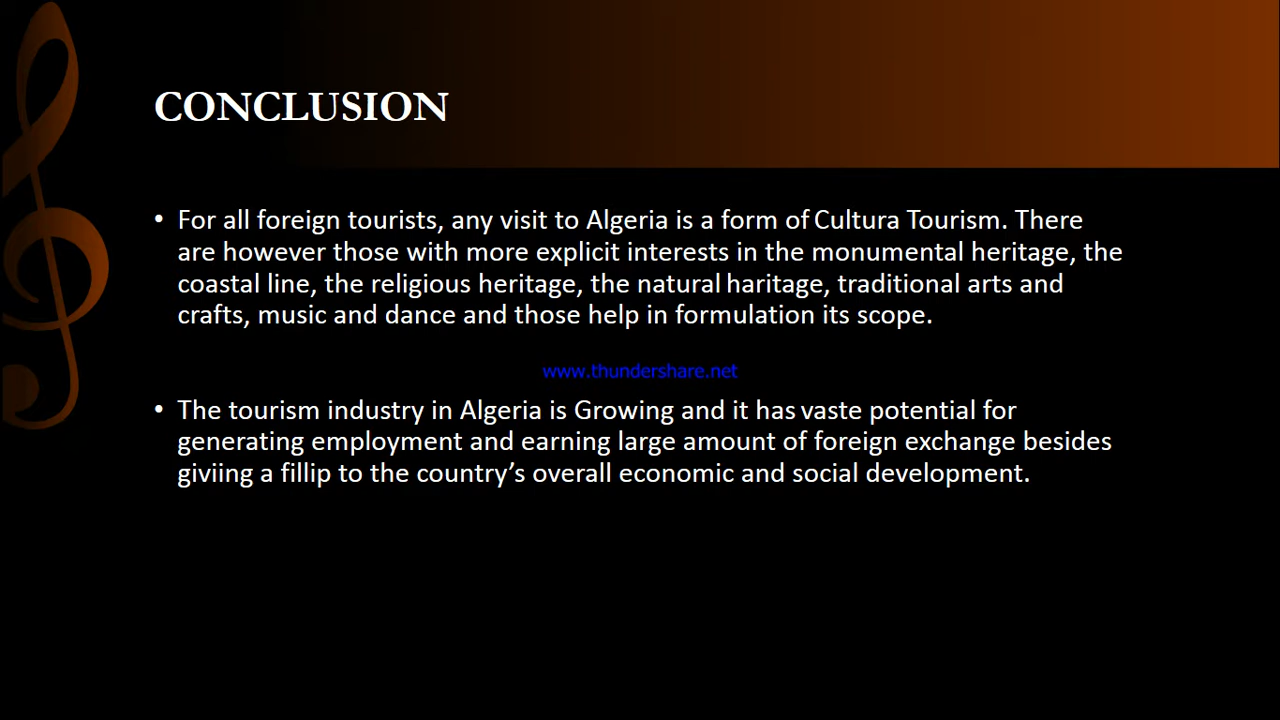 CONCLUSION
• For all foreign tourists, any visit to Algeria is a form of Cultura Tourism. There
are however those with more explicit interests in the monumental heritage, the
coastal line, the religious heritage, the natural haritage, traditional arts and
crafts, music and dance and those help in formulation its scope.
www.thundershare.net
• The tourism industry in Algeria is Growing and it has vaste potential for
generating employment and earning large amount of foreign exchange besides
giviing a fillip to the country’s overall economic and social development.